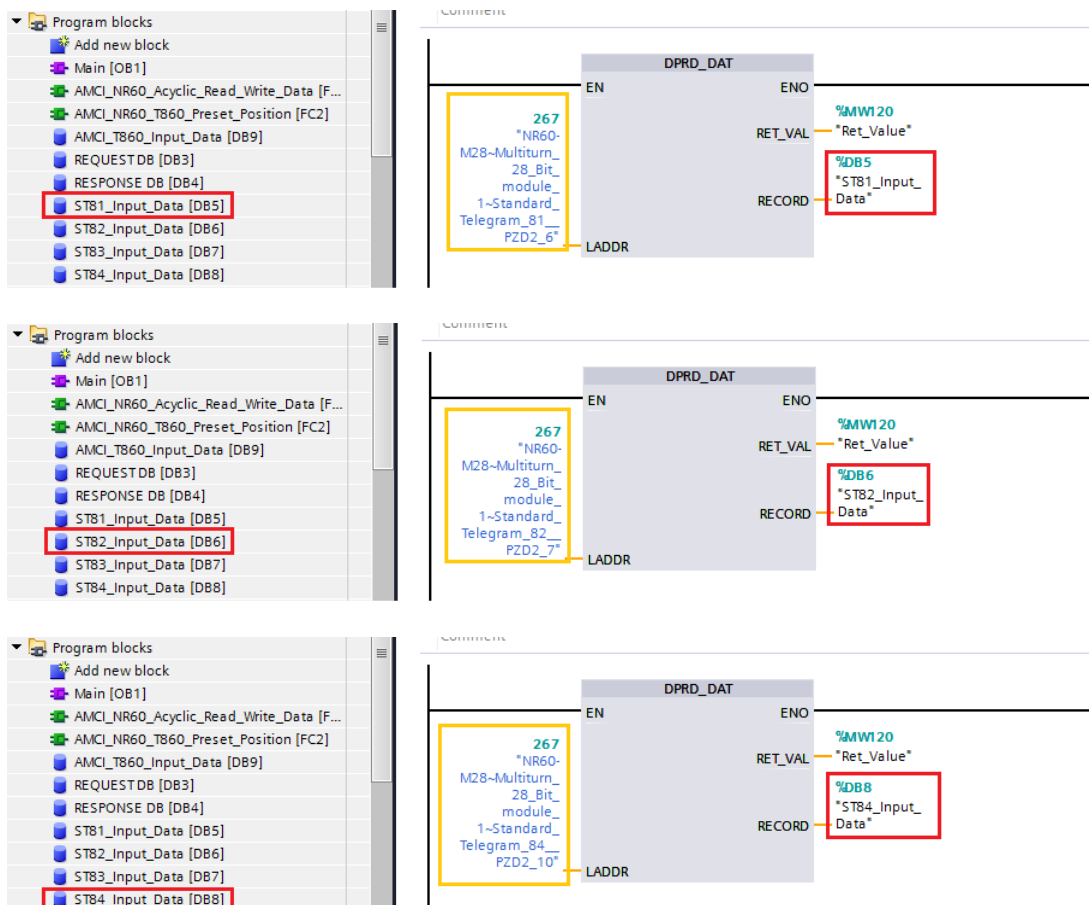 Program blocks
Add new block
Main [OB1]
AMCI_NR60_Acyclic_Read_Write_Data [F...
AMCI_NR60_T860_Preset_Position [FC2]
AMCI_T860_Input_Data [DB9]
REQUEST DB [DB3]
RESPONSE DB [DB4]
ST81_Input_Data [DB5]
ST82_Input_Data [DB6]
ST83_Input_Data [DB7]
ST84_Input_Data [DB8]
Comment
DPRD_DAT
EN
ENO
267
"NR60-
M28~Multiturn_
28_Bit_
module_
1~Standard_
Telegram_81__
PZD2_6"
LADDR
RET_VAL
%MW120
"Ret_Value"
RECORD
%DB5
"ST81_Input_
Data"
Program blocks
Add new block
Main [OB1]
AMCI_NR60_Acyclic_Read_Write_Data [F...
AMCI_NR60_T860_Preset_Position [FC2]
AMCI_T860_Input_Data [DB9]
REQUEST DB [DB3]
RESPONSE DB [DB4]
ST81_Input_Data [DB5]
ST82_Input_Data [DB6]
ST83_Input_Data [DB7]
ST84_Input_Data [DB8]
Comment
DPRD_DAT
EN
ENO
267
"NR60-
M28~Multiturn_
28_Bit_
module_
1~Standard_
Telegram_82__
PZD2_7"
LADDR
RET_VAL
%MW120
"Ret_Value"
RECORD
%DB6
"ST82_Input_
Data"
Program blocks
Add new block
Main [OB1]
AMCI_NR60_Acyclic_Read_Write_Data [F...
AMCI_NR60_T860_Preset_Position [FC2]
AMCI_T860_Input_Data [DB9]
REQUEST DB [DB3]
RESPONSE DB [DB4]
ST81_Input_Data [DB5]
ST82_Input_Data [DB6]
ST83_Input_Data [DB7]
ST84_Input_Data [DB8]
Comment
DPRD_DAT
EN
ENO
267
"NR60-
M28~Multiturn_
28_Bit_
module_
1~Standard_
Telegram_84__
PZD2_10"
LADDR
RET_VAL
%MW120
"Ret_Value"
RECORD
%DB8
"ST84_Input_
Data"